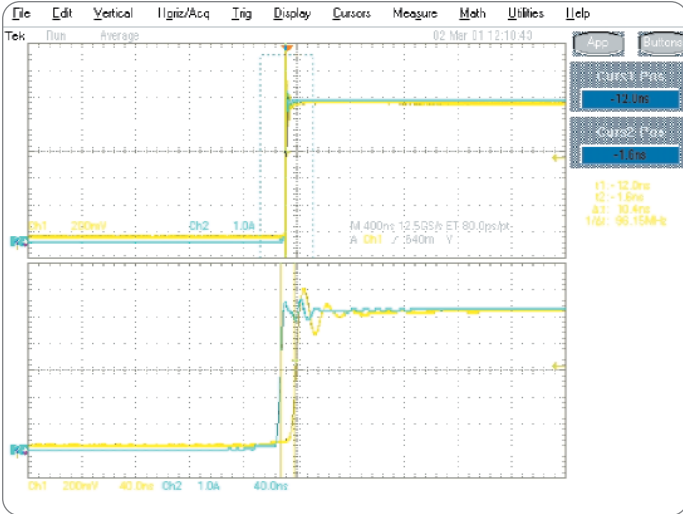 File Edit Vertical Horiz/Acq Trig Display Cursors Measure Math Utilities Help
Tek Run Average 02 Mar 01 12:10:43
App Buttons
Curs1 Pos
-12.0ns
Curs2 Pos
-1.6ns
t1: -12.0ns
t2: -1.6ns
Δt: 10.4ns
1/Δt: 96.15MHz
Ch1 200mV Ch2 1.0A M 400ns 12.5GS/s ET 80.0ps/pt
A Ch1 640m V
Ch1 200mV 40.0ns Ch2 1.0A 40.0ns